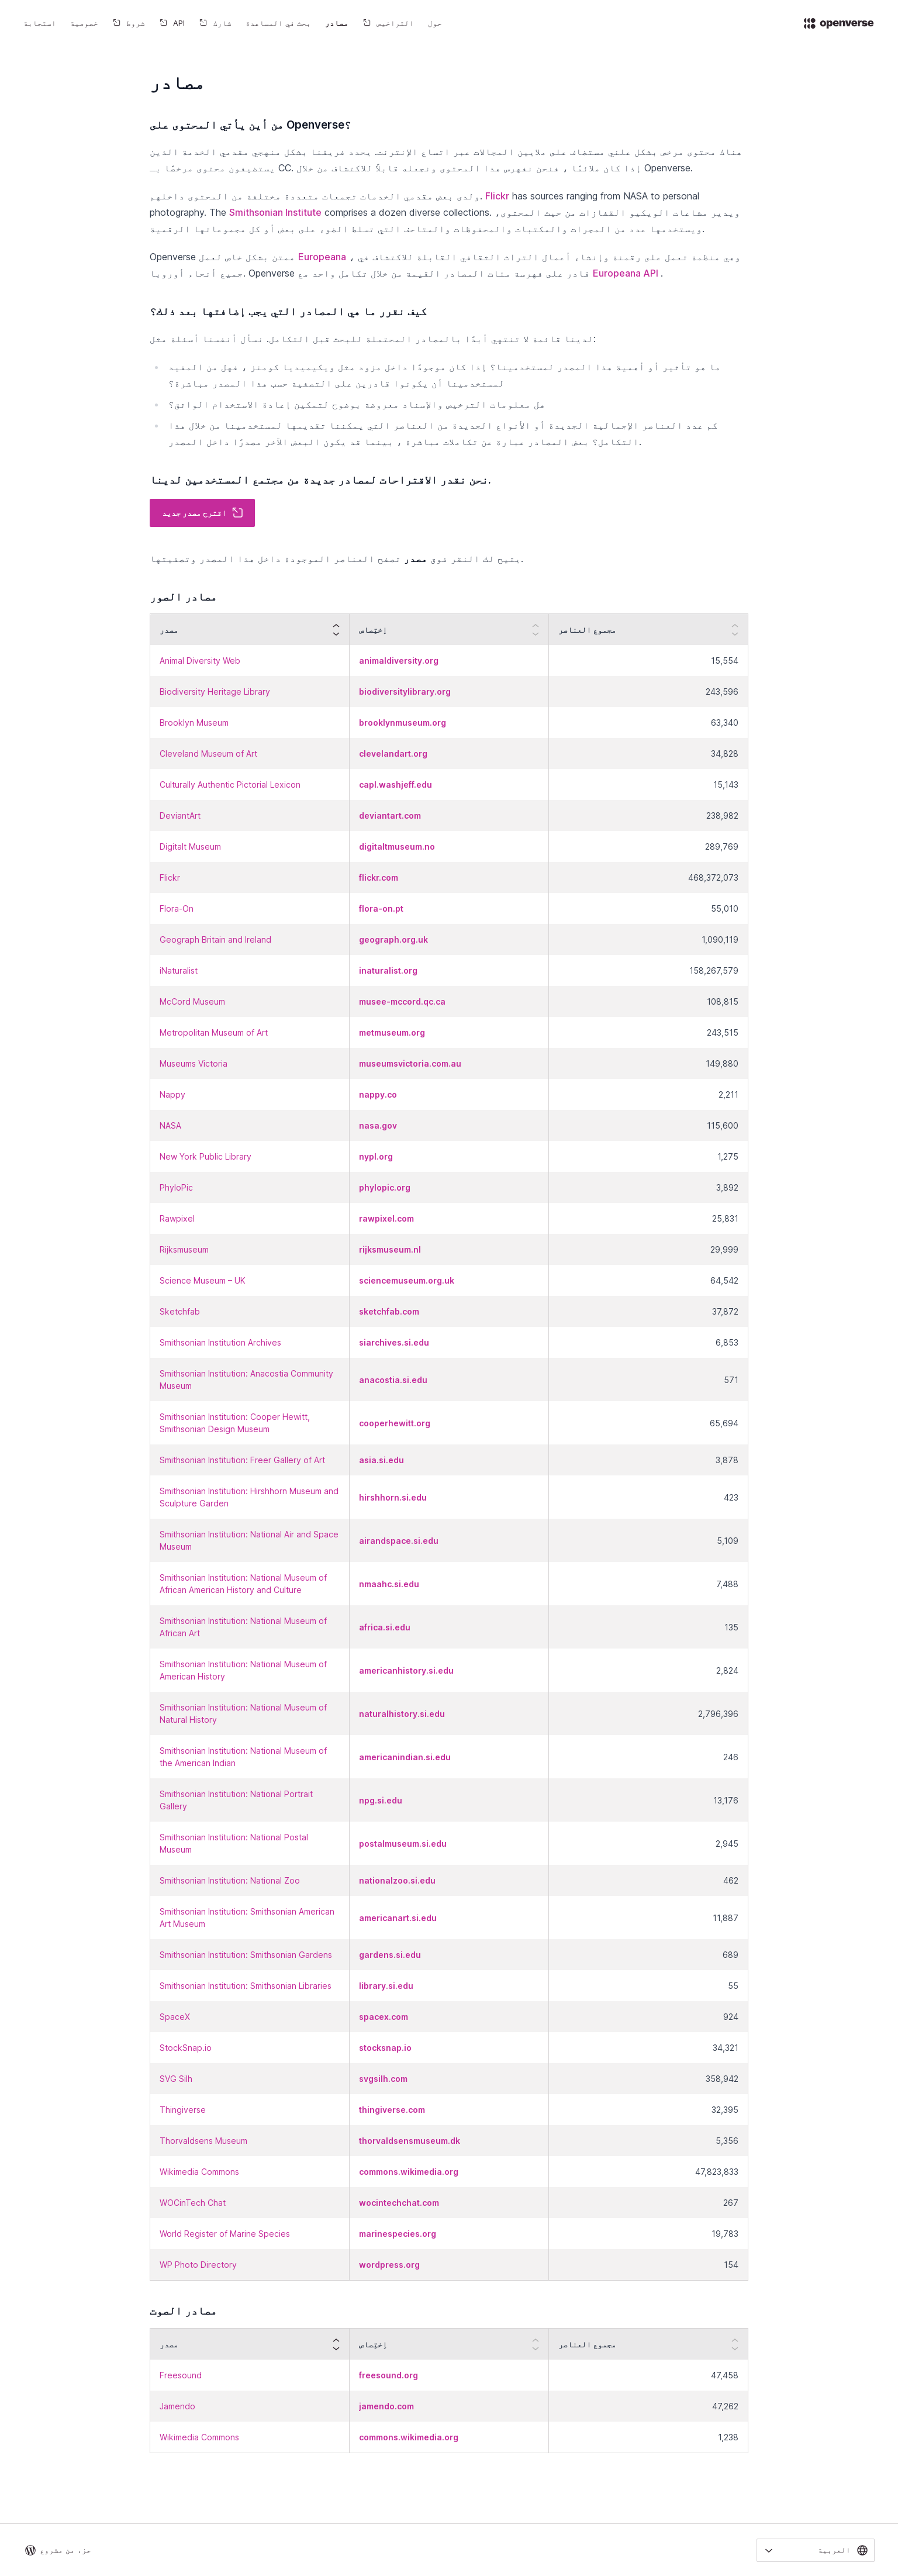 openverse
حول
التراخيص
مصادر
بحث في المساعدة
شارك
API
شروط
خصوصية
استجابة
مصادر
من أين يأتي المحتوى على Openverse؟
هناك محتوى مرخص بشكل علني مستضاف على ملايين المجالات عبر اتساع الإنترنت. يحدد فريقنا بشكل منهجي مقدمي الخدمة الذين
يستضيفون محتوى مرخصًا بـ CC. إذا كان ملائمًا ، فنحن نفهرس هذا المحتوى ونجعله قابلاً للاكتشاف من خلال Openverse.
ولدى بعض مقدمي الخدمات تجمعات متعددة مختلفة من المحتوى داخلهم. Flickr has sources ranging from NASA to personal
photography. The Smithsonian Institute comprises a dozen diverse collections. ويدير مشاعات الويكيو القفازات من حيث المحتوى،
ويستخدمها عدد من المجرات والمكتبات والمحفوظات والمتاحف التي تسلط الضوء على بعض أو كل مجموعاتها الرقمية.
Openverse ممتن بشكل خاص لعمل Europeana ، وهي منظمة تعمل على رقمنة وإنشاء أعمال التراث الثقافي القابلة للاكتشاف في
جميع أنحاء أوروبا. Openverse قادر على فهرسة مئات المصادر القيمة من خلال تكامل واحد مع Europeana API .
كيف نقرر ما هي المصادر التي يجب إضافتها بعد ذلك؟
لدينا قائمة لا تنتهي أبدًا بالمصادر المحتملة للبحث قبل التكامل. نسأل أنفسنا أسئلة مثل:
ما هو تأثير أو أهمية هذا المصدر لمستخدمينا؟ إذا كان موجودًا داخل مزود مثل ويكيميديا كومنز ، فهل من المفيد
لمستخدمينا أن يكونوا قادرين على التصفية حسب هذا المصدر مباشرة؟
هل معلومات الترخيص والإسناد معروضة بوضوح لتمكين إعادة الاستخدام الواثق؟
كم عدد العناصر الإجمالية الجديدة أو الأنواع الجديدة من العناصر التي يمكننا تقديمها لمستخدمينا من خلال هذا
التكامل؟ بعض المصادر عبارة عن تكاملات مباشرة ، بينما قد يكون البعض الآخر مصدرًا داخل المصدر.
نحن نقدر الاقتراحات لمصادر جديدة من مجتمع المستخدمين لدينا.
اقترح مصدر جديد
يتيح لك النقر فوق مصدر تصفح العناصر الموجودة داخل هذا المصدر وتصفيتها.
مصادر الصور
مصدر إختِصاص مجموع العناصر
Animal Diversity Web animaldiversity.org 15,554
Biodiversity Heritage Library biodiversitylibrary.org 243,596
Brooklyn Museum brooklynmuseum.org 63,340
Cleveland Museum of Art clevelandart.org 34,828
Culturally Authentic Pictorial Lexicon capl.washjeff.edu 15,143
DeviantArt deviantart.com 238,982
Digitalt Museum digitaltmuseum.no 289,769
Flickr flickr.com 468,372,073
Flora-On flora-on.pt 55,010
Geograph Britain and Ireland geograph.org.uk 1,090,119
iNaturalist inaturalist.org 158,267,579
McCord Museum musee-mccord.qc.ca 108,815
Metropolitan Museum of Art metmuseum.org 243,515
Museums Victoria museumsvictoria.com.au 149,880
Nappy nappy.co 2,211
NASA nasa.gov 115,600
New York Public Library nypl.org 1,275
PhyloPic phylopic.org 3,892
Rawpixel rawpixel.com 25,831
Rijksmuseum rijksmuseum.nl 29,999
Science Museum – UK sciencemuseum.org.uk 64,542
Sketchfab sketchfab.com 37,872
Smithsonian Institution Archives siarchives.si.edu 6,853
Smithsonian Institution: Anacostia Community
Museum anacostia.si.edu 571
Smithsonian Institution: Cooper Hewitt,
Smithsonian Design Museum cooperhewitt.org 65,694
Smithsonian Institution: Freer Gallery of Art asia.si.edu 3,878
Smithsonian Institution: Hirshhorn Museum and
Sculpture Garden hirshhorn.si.edu 423
Smithsonian Institution: National Air and Space
Museum airandspace.si.edu 5,109
Smithsonian Institution: National Museum of
African American History and Culture nmaahc.si.edu 7,488
Smithsonian Institution: National Museum of
African Art africa.si.edu 135
Smithsonian Institution: National Museum of
American History americanhistory.si.edu 2,824
Smithsonian Institution: National Museum of
Natural History naturalhistory.si.edu 2,796,396
Smithsonian Institution: National Museum of
the American Indian americanindian.si.edu 246
Smithsonian Institution: National Portrait
Gallery npg.si.edu 13,176
Smithsonian Institution: National Postal
Museum postalmuseum.si.edu 2,945
Smithsonian Institution: National Zoo nationalzoo.si.edu 462
Smithsonian Institution: Smithsonian American
Art Museum americanart.si.edu 11,887
Smithsonian Institution: Smithsonian Gardens gardens.si.edu 689
Smithsonian Institution: Smithsonian Libraries library.si.edu 55
SpaceX spacex.com 924
StockSnap.io stocksnap.io 34,321
SVG Silh svgsilh.com 358,942
Thingiverse thingiverse.com 32,395
Thorvaldsens Museum thorvaldsensmuseum.dk 5,356
Wikimedia Commons commons.wikimedia.org 47,823,833
WOCinTech Chat wocintechchat.com 267
World Register of Marine Species marinespecies.org 19,783
WP Photo Directory wordpress.org 154
مصادر الصوت
مصدر إختِصاص مجموع العناصر
Freesound freesound.org 47,458
Jamendo jamendo.com 47,262
Wikimedia Commons commons.wikimedia.org 1,238
جزء من مشروع
العربية